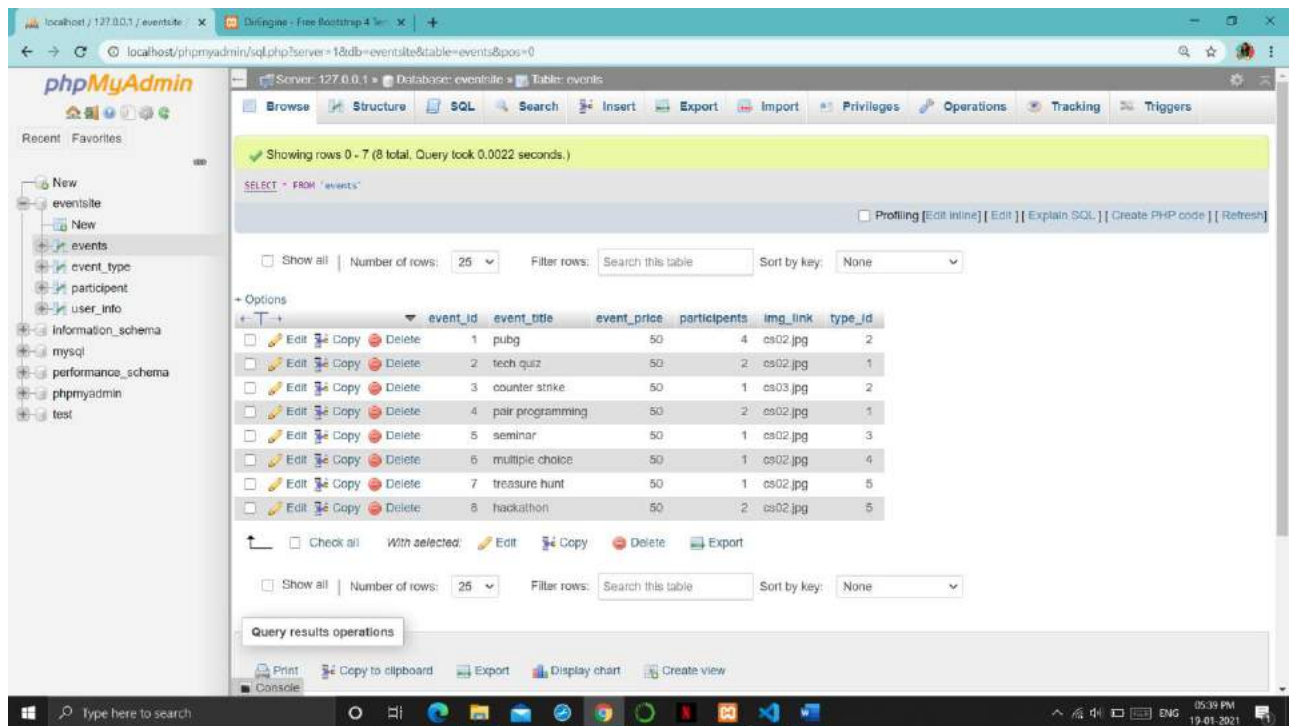 localhost / 127.0.0.1 / eventsite /
DirEngine - Free Bootstrap 4 Tem
localhost/phpmyadmin/sql.php?server=1&db=eventsite&table=events&pos=0
phpMyAdmin
Recent Favorites
New
eventsite
New
events
event_type
participent
user_info
information_schema
mysql
performance_schema
phpmyadmin
test
Server: 127.0.0.1 » Database: eventsite » Table: events
Browse Structure SQL Search Insert Export Import Privileges Operations Tracking Triggers
Showing rows 0 - 7 (8 total, Query took 0.0022 seconds.)
SELECT * FROM `events`
Profiling [Edit inline] [ Edit ] [ Explain SQL ] [ Create PHP code ] [ Refresh]
Show all | Number of rows: 25 Filter rows: Search this table Sort by key: None
+ Options
event_id event_title event_price participents img_link type_id
Edit Copy Delete 1 pubg 50 4 cs02.jpg 2
Edit Copy Delete 2 tech quiz 50 2 cs02.jpg 1
Edit Copy Delete 3 counter strike 50 1 cs03.jpg 2
Edit Copy Delete 4 pair programming 50 2 cs02.jpg 1
Edit Copy Delete 5 seminar 50 1 cs02.jpg 3
Edit Copy Delete 6 multiple choice 50 1 cs02.jpg 4
Edit Copy Delete 7 treasure hunt 50 1 cs02.jpg 5
Edit Copy Delete 8 hackathon 50 2 cs02.jpg 5
Check all With selected: Edit Copy Delete Export
Show all | Number of rows: 25 Filter rows: Search this table Sort by key: None
Query results operations
Print Copy to clipboard Export Display chart Create view
Console
Type here to search
ENG
05:39 PM
19-01-2021